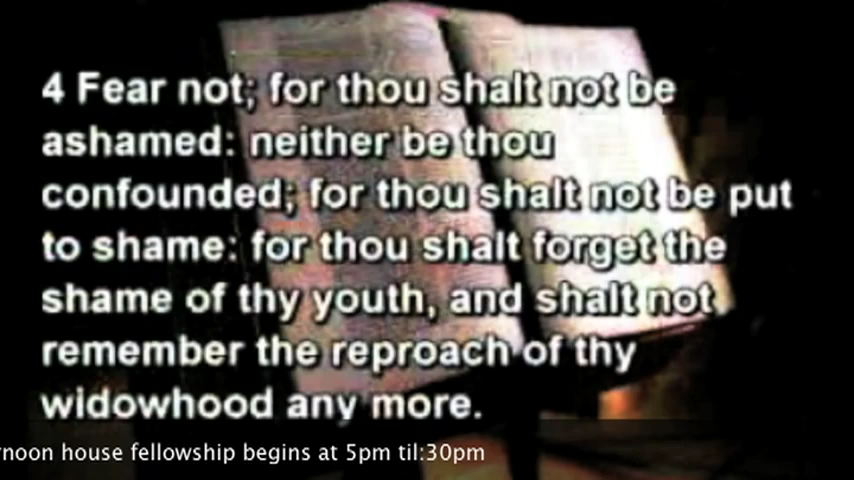 4 Fear not; for thou shalt not be
ashamed: neither be thou
confounded; for thou shalt not be put
to shame: for thou shalt forget the
shame of thy youth, and shalt not
remember the reproach of thy
widowhood any more.
house fellowship begins at 5pm til:30pm